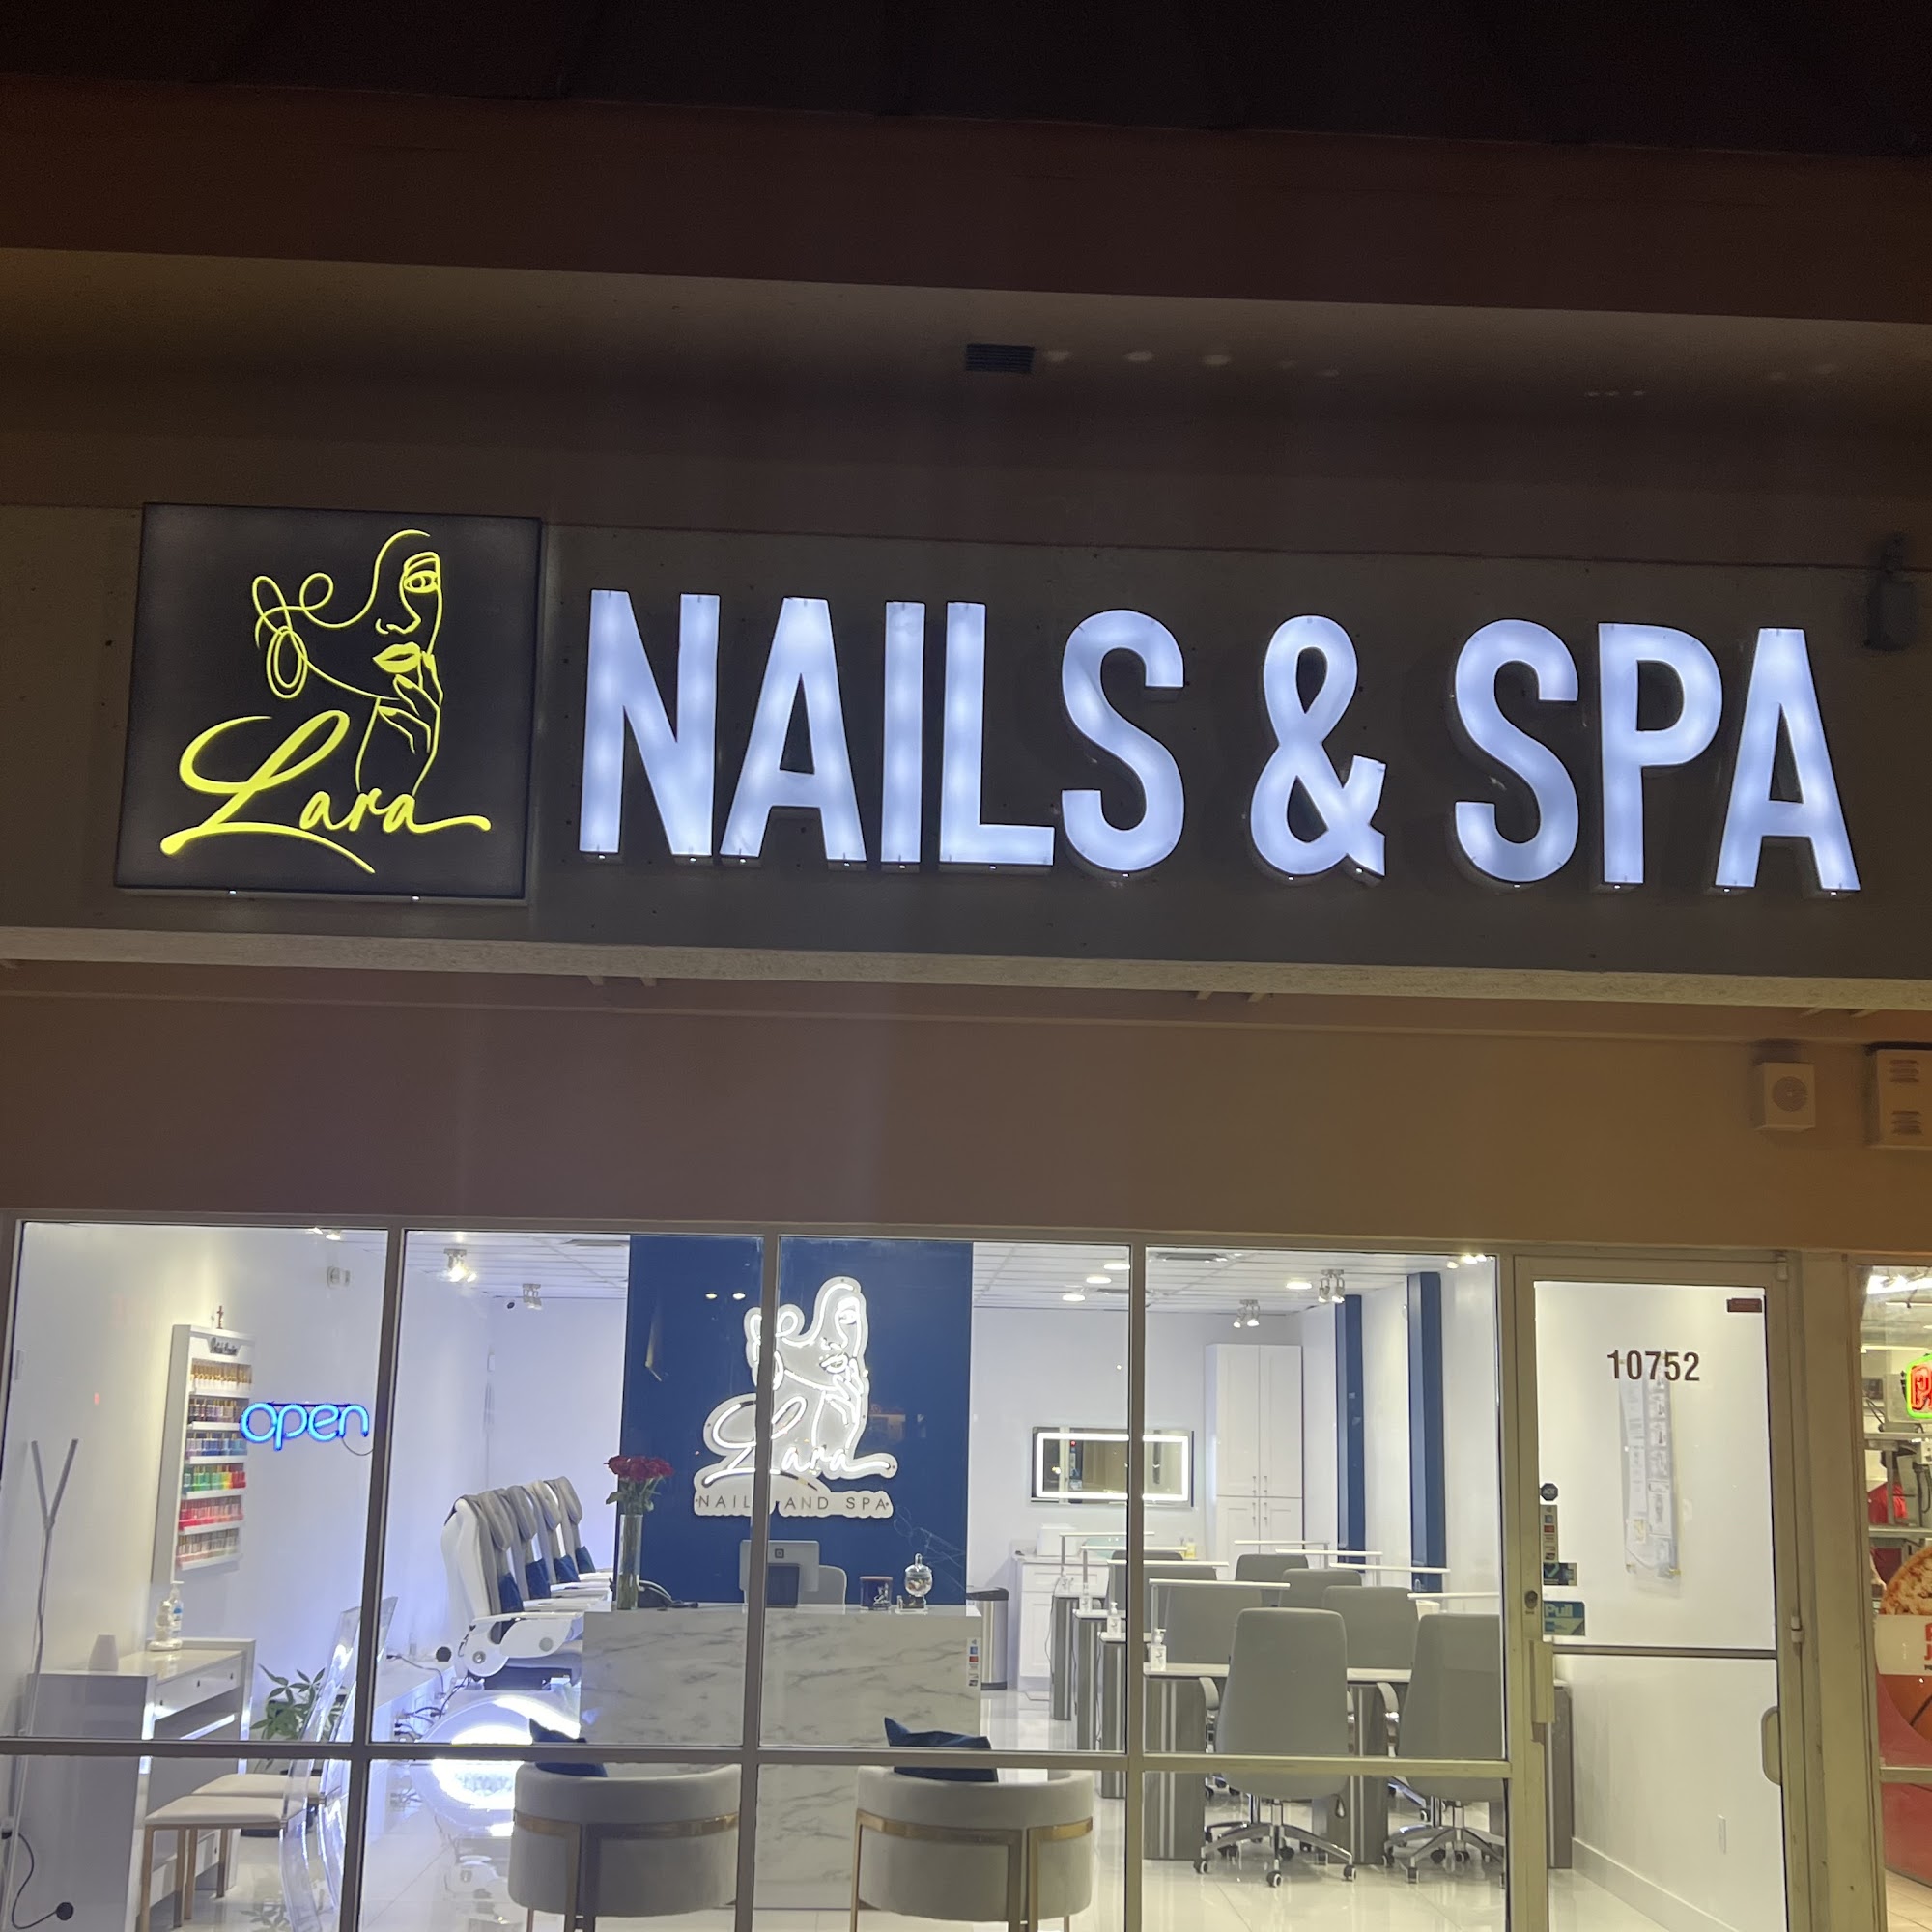 Lara
NAILS & SPA
open
Lara
NAILS AND SPA
10752
Pull